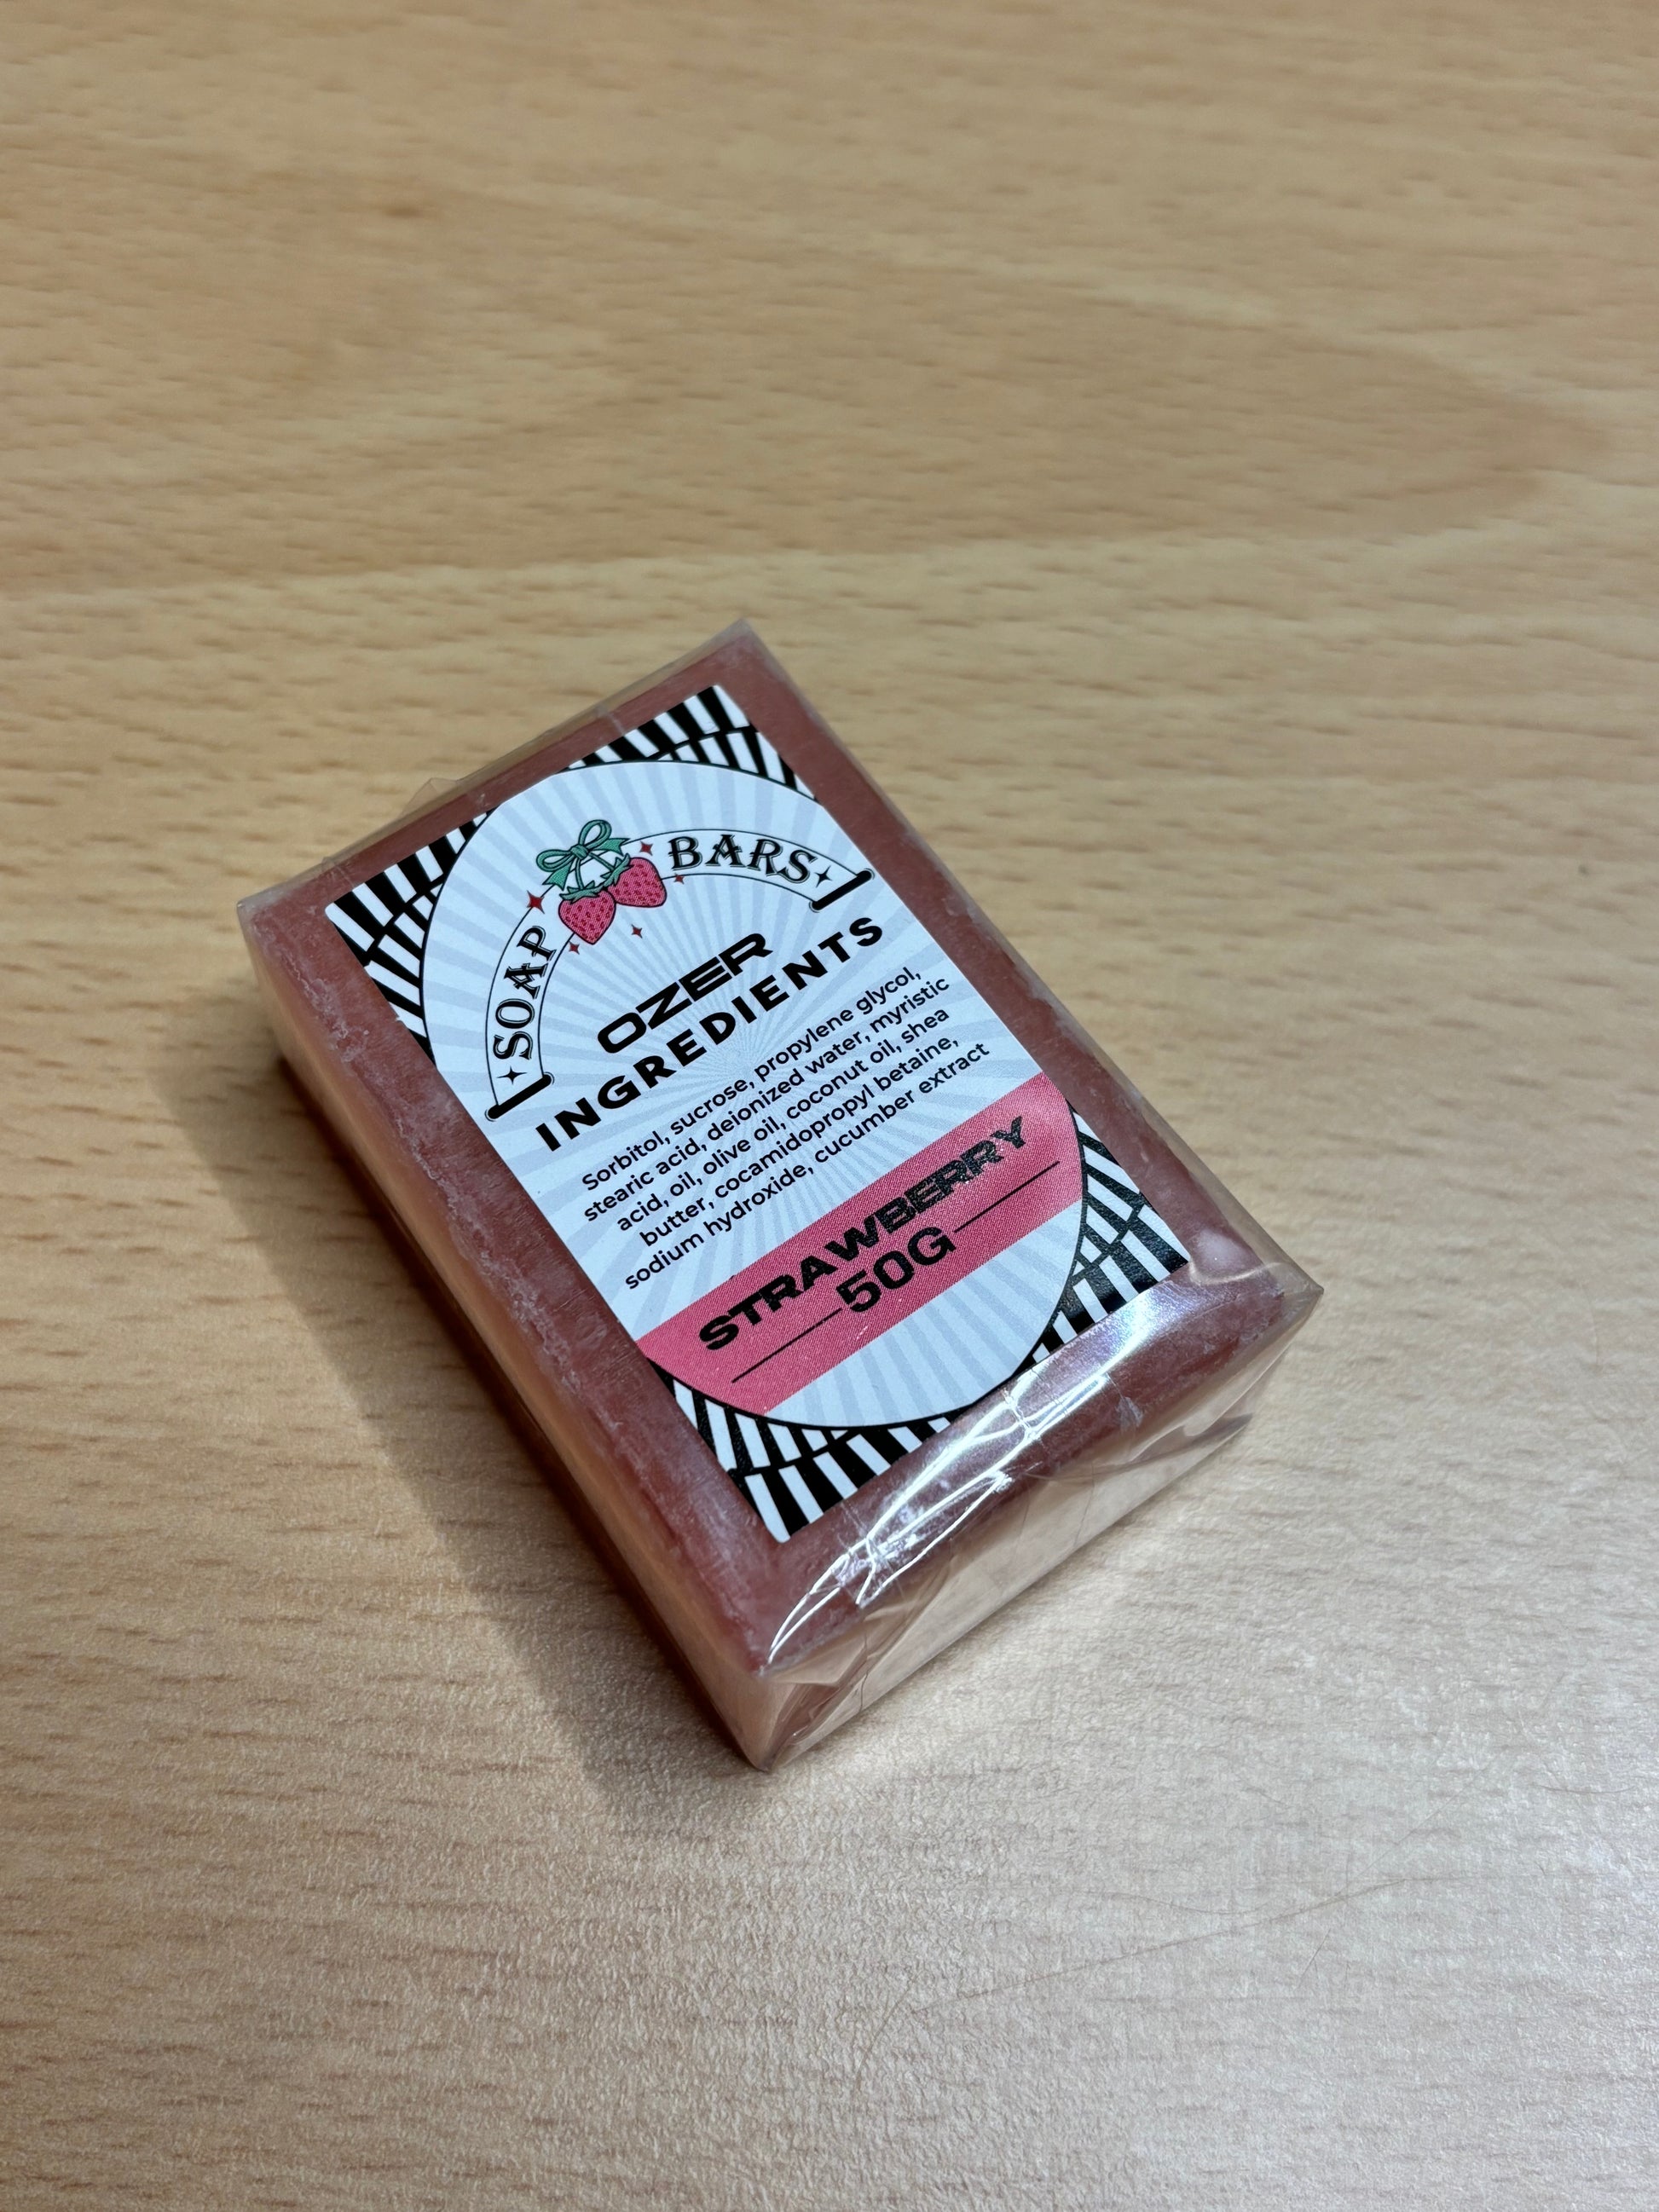 SOAP BARS
OZER
INGREDIENTS
Sorbitol, sucrose, propylene glycol,
stearic acid, deionized water, myristic
acid, oil, olive oil, coconut oil, shea
butter, cocamidopropyl betaine,
sodium hydroxide, cucumber extract
STRAWBERRY
50G